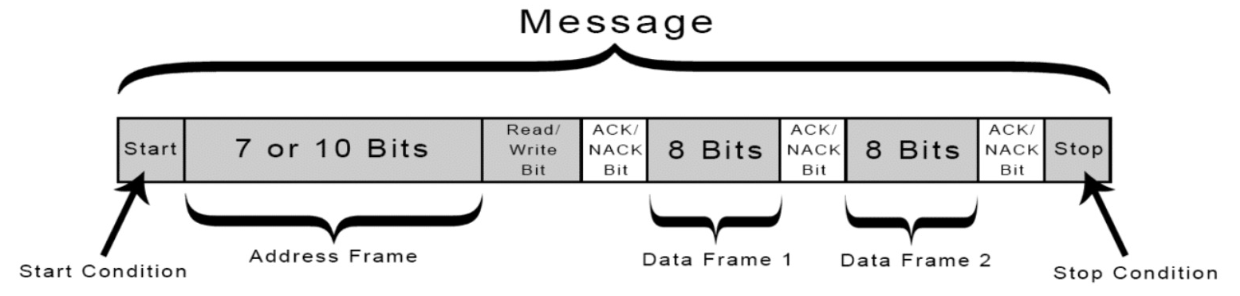 Message
Start
7 or 10 Bits
Read/
Write
Bit
ACK/
NACK
Bit
8 Bits
ACK/
NACK
Bit
8 Bits
ACK/
NACK
Bit
Stop
Start Condition
Address Frame
Data Frame 1
Data Frame 2
Stop Condition